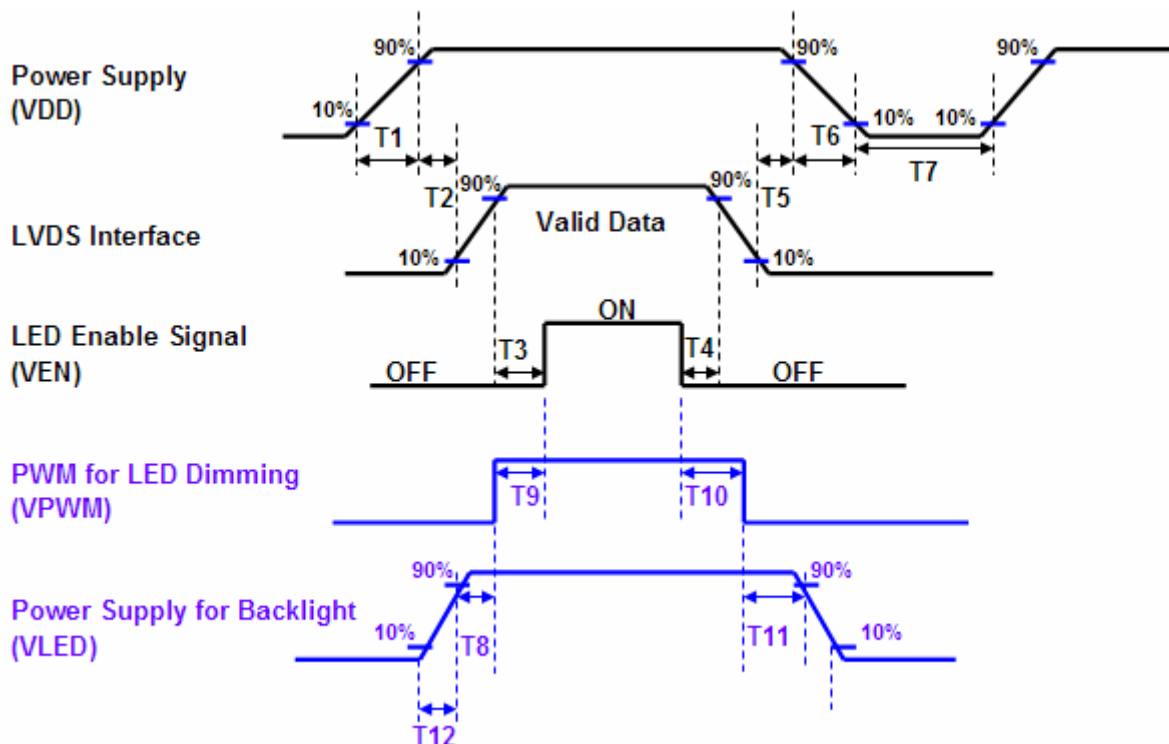 90% 90% 90%
Power Supply
(VDD)
10% 10% 10%
T1 T6
T7
T2 90% 90% T5
Valid Data
LVDS Interface
10% 10%
ON
LED Enable Signal
(VEN)
T3 T4
OFF OFF
PWM for LED Dimming
(VPWM)
T9 T10
90% 90%
Power Supply for Backlight
(VLED)
10% 10%
T8 T11
T12